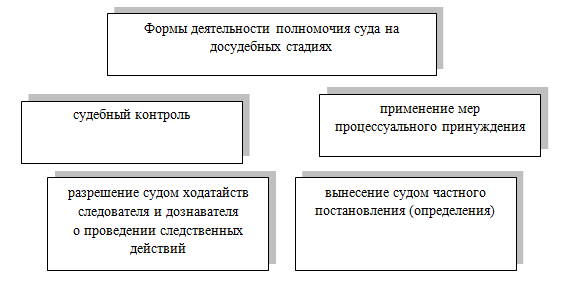 Формы деятельности полномочия суда на
досудебных стадиях
судебный контроль
применение мер
процессуального принуждения
разрешение судом ходатайств
следователя и дознавателя
о проведении следственных
действий
вынесение судом частного
постановления (определения)